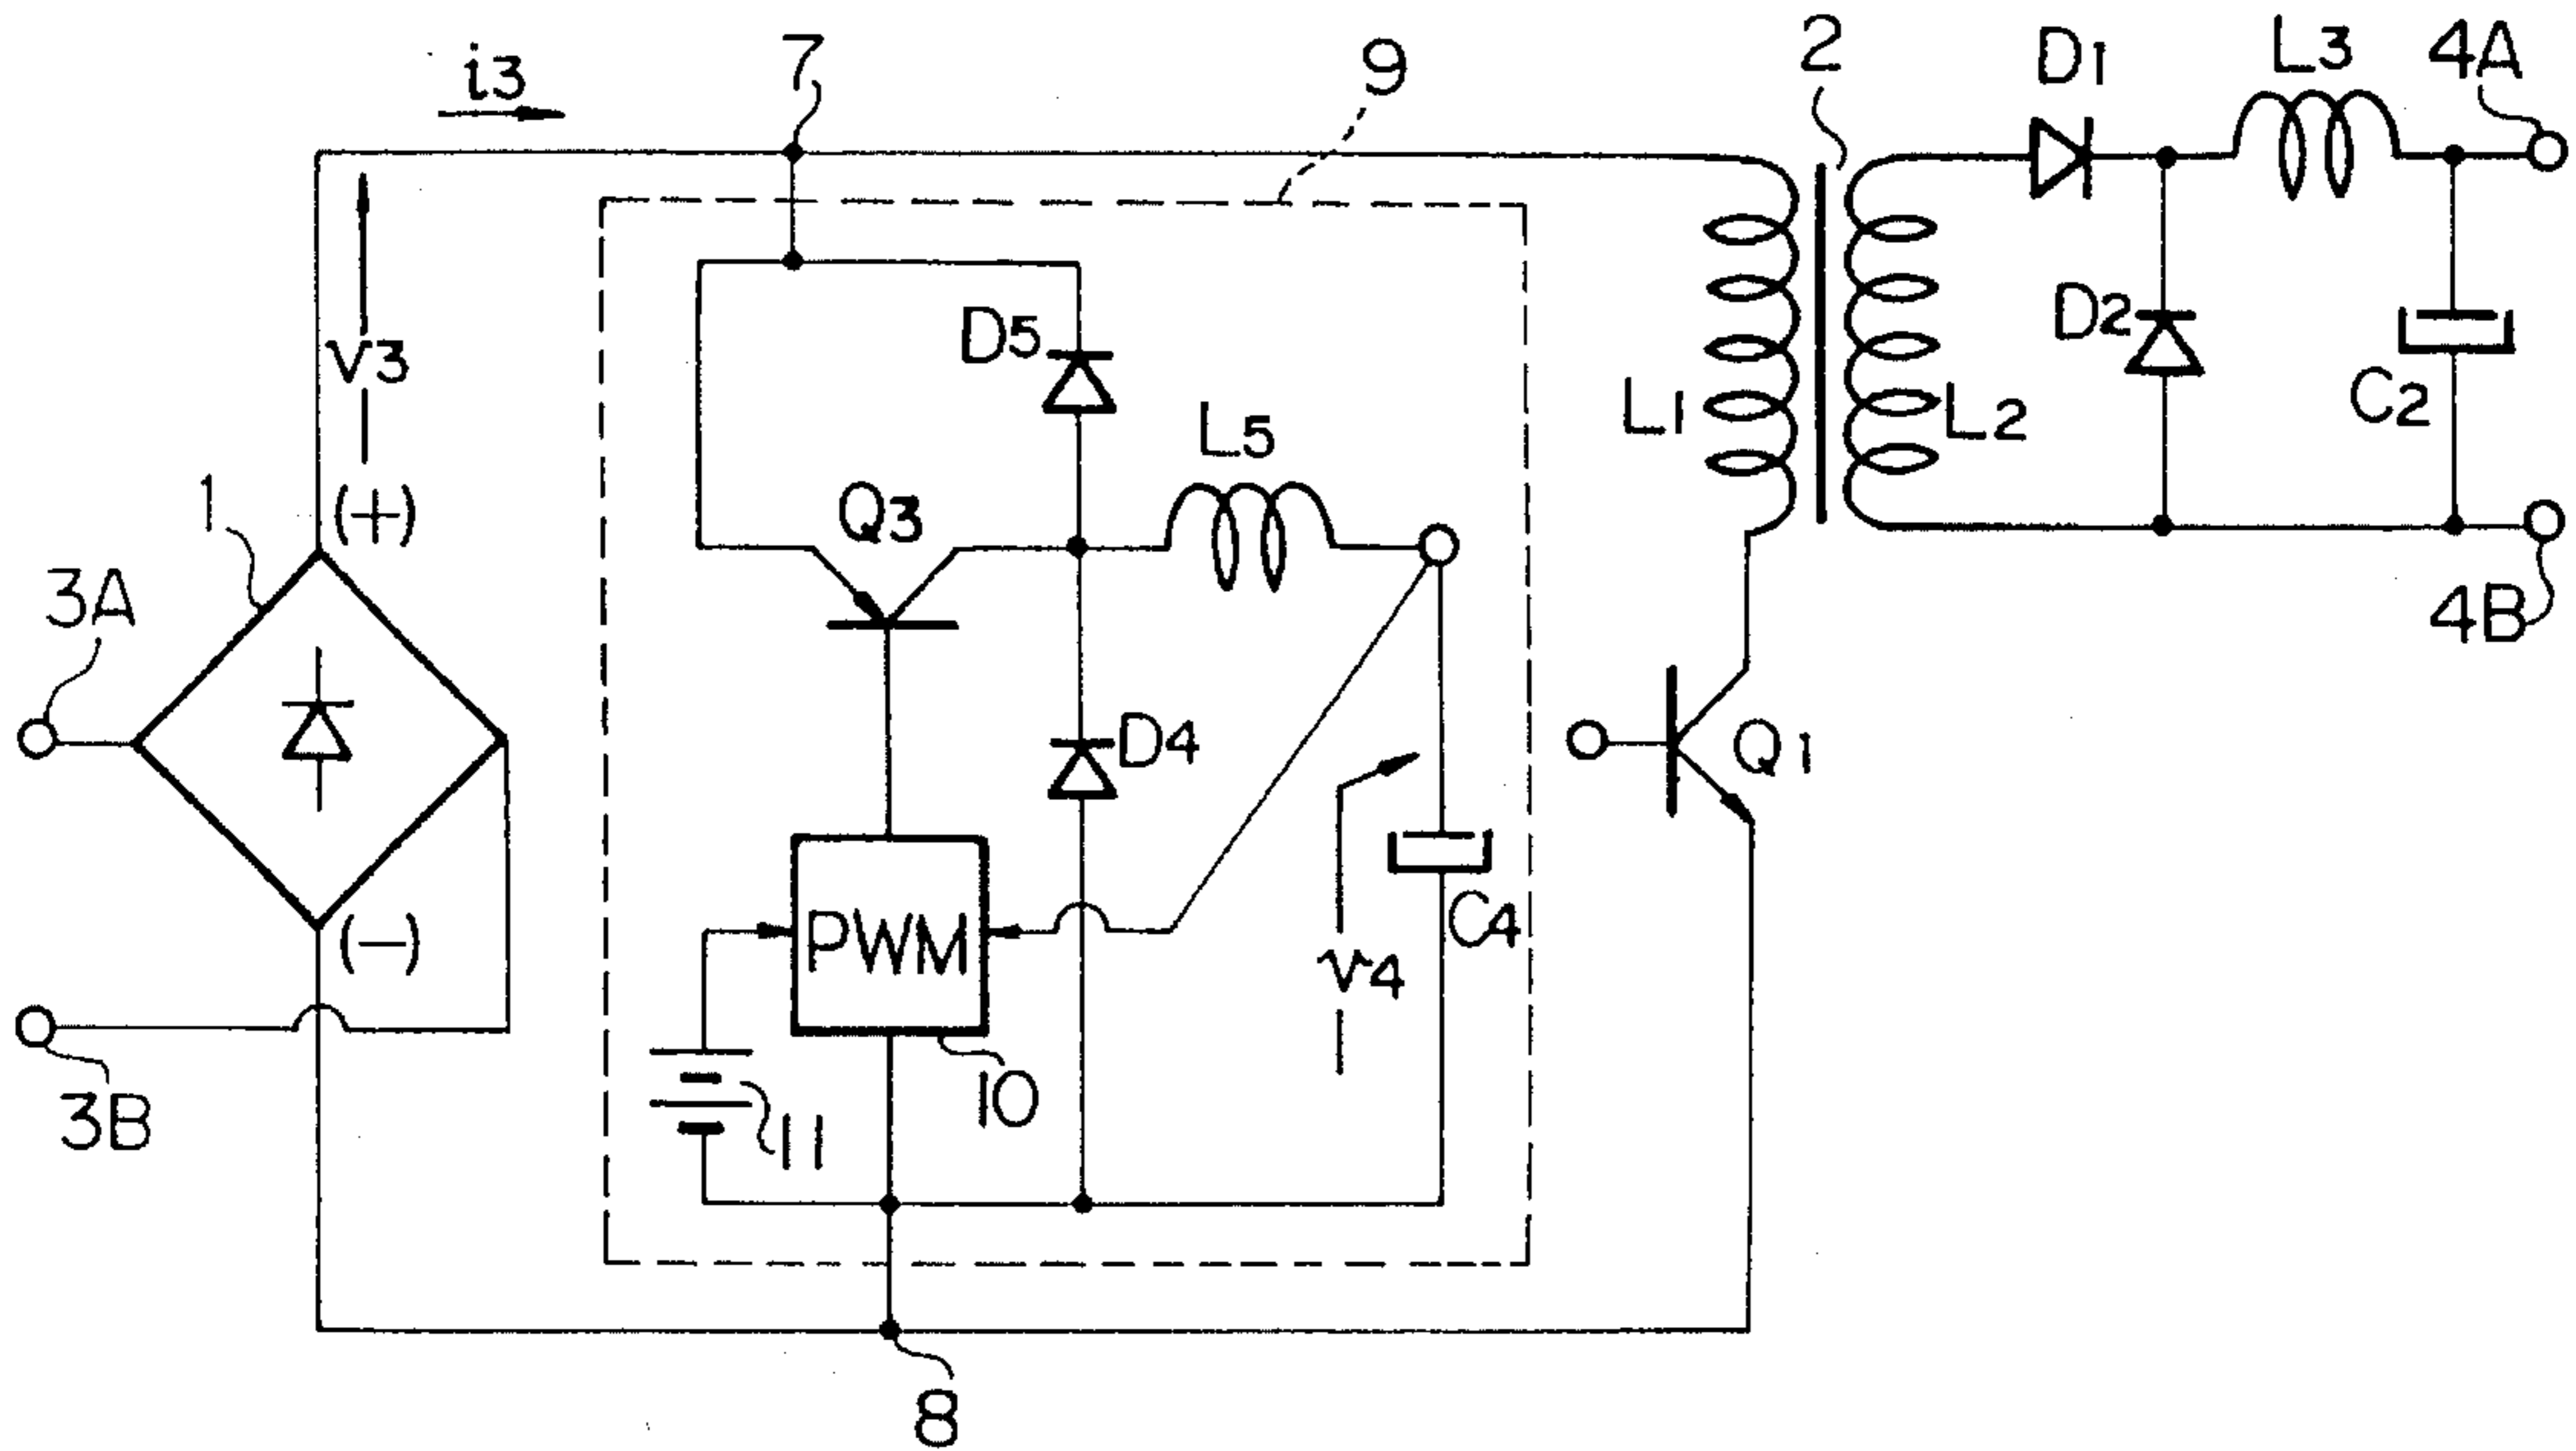 i3
7
9
2
D1
L3
4A
V3
D5
L5
L1
L2
D2
C2
1
(+)
Q3
3A
4B
D4
Q1
(—)
PWM
V4
C4
3B
11
10
8